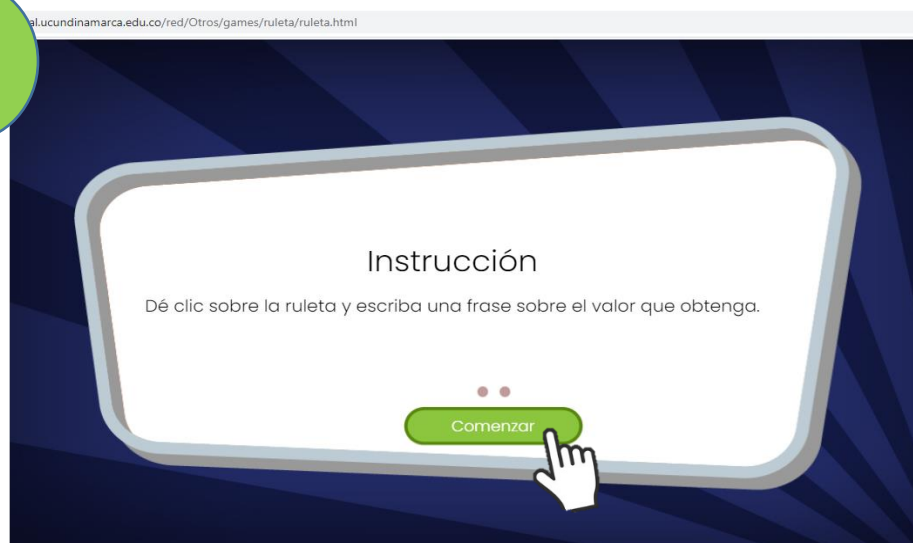 al.ucundinamarca.edu.co/red/Otros/games/ruleta/ruleta.html
Instrucción
Dé clic sobre la ruleta y escriba una frase sobre el valor que obtenga.
Comenzar